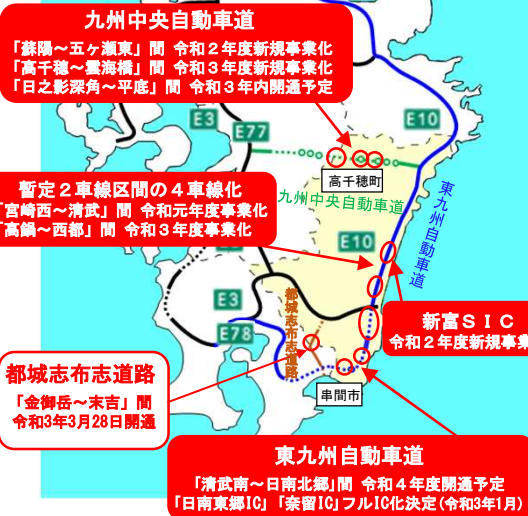 九州中央自動車道
「蘇陽~五ヶ瀬東」間 令和2年度新規事業化
「高千穂~雲海橋」間 令和3年度新規事業化
「日之影深角~平底」間 令和3年内開通予定
E3
E77
E10
高千穂町
九州中央自動車道
東九州自動車道
暫定2車線区間の4車線化
「宮崎西~清武」間 令和元年度事業化
「高鍋~西都」間 令和3年度事業化
E10
E3
E78
都城志布志道路
新富SIC
令和2年度新規事業
都城志布志道路
「金御岳~末吉」間
令和3年3月28日開通
串間市
東九州自動車道
「清武南~日南北郷」間 令和4年度開通予定
「日南東郷IC」「奈留IC」フルIC化決定(令和3年1月)